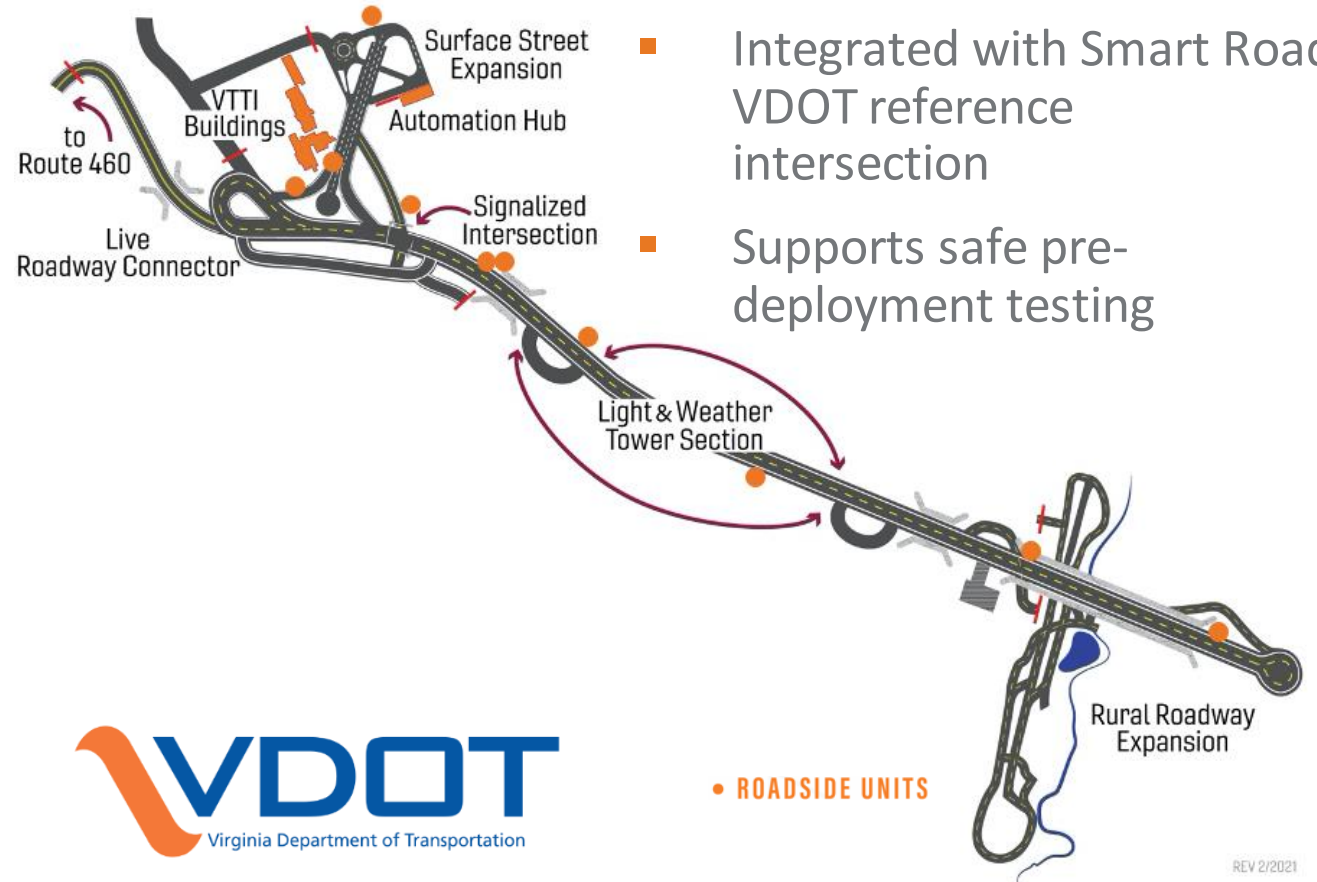 Surface Street
Expansion
VTTI
Buildings
Automation Hub
to
Route 460
Signalized
Intersection
Live
Roadway Connector
▪ Integrated with Smart Road
VDOT reference
intersection
▪ Supports safe pre-
deployment testing
Light & Weather
Tower Section
Rural Roadway
Expansion
• ROADSIDE UNITS
VDOT
Virginia Department of Transportation
REV 2/2021